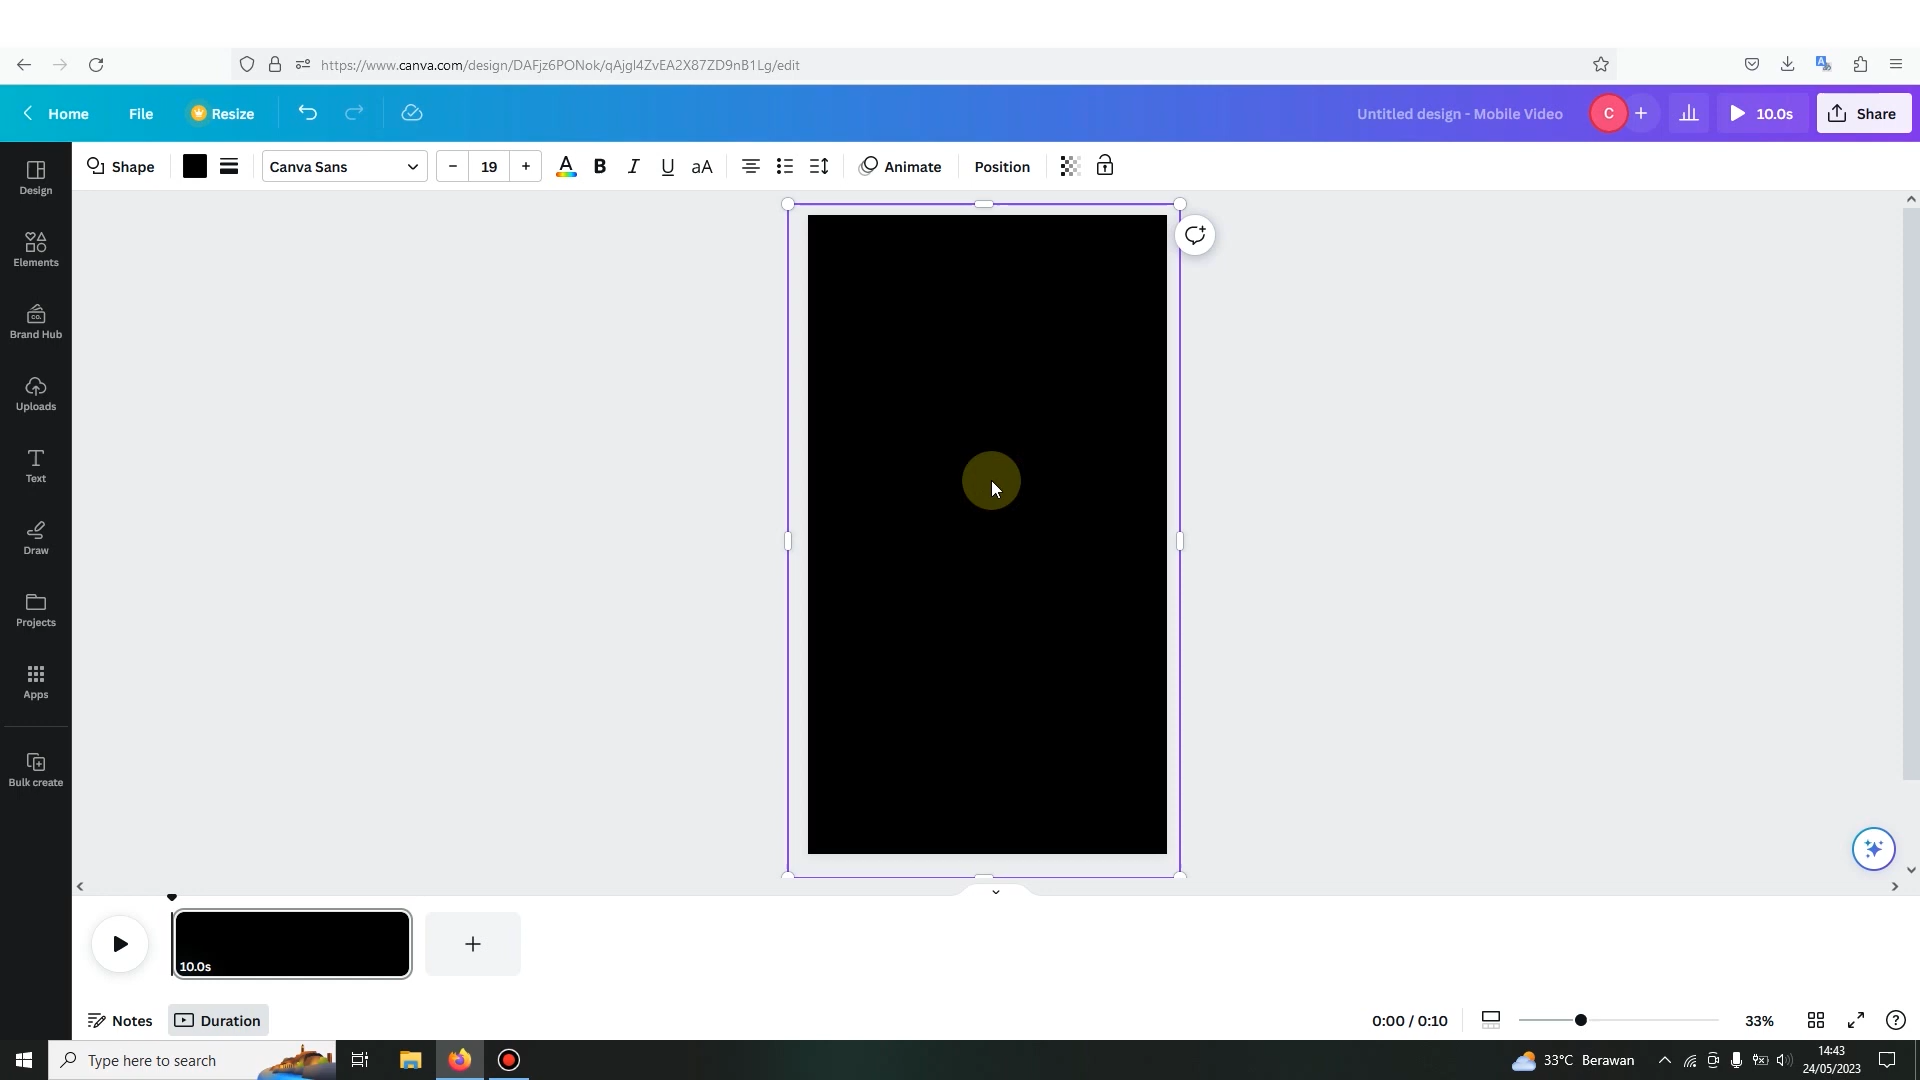 https://www.canva.com/design/DAFjz6PONok/qAjgl4ZvEA2X87ZD9nB1Lg/edit
Home
File
Resize
Untitled design - Mobile Video
C
10.0s
Share
Shape
Canva Sans
19
A
B
I
U
aA
Animate
Position
Design
Elements
CO.
Brand Hub
Uploads
Text
Draw
Projects
Apps
Bulk create
10.0s
Notes
Duration
0:00 / 0:10
33%
Type here to search
33°C Berawan
14:43
24/05/2023